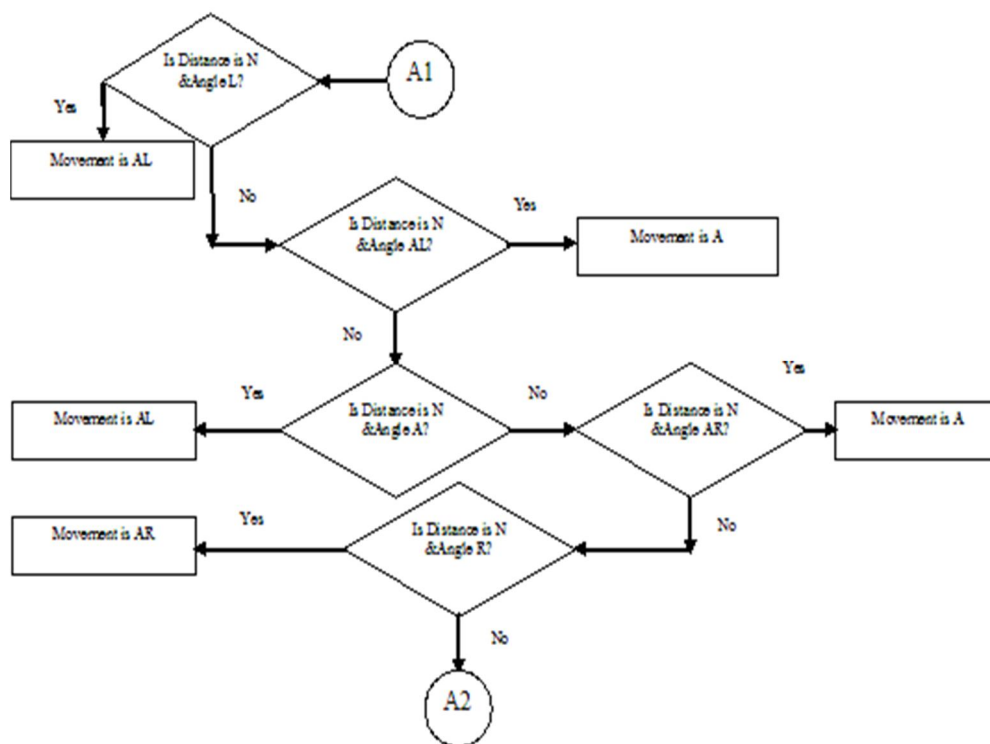 Is Distance is N
&Angle L?
A1
Yes
Movement is AL
No
Is Distance is N
&Angle AL?
Yes
Movement is A
No
Is Distance is N
&Angle A?
Yes
Movement is AL
No
Is Distance is N
&Angle AR?
Yes
Movement is A
No
Is Distance is N
&Angle R?
Yes
Movement is AR
No
A2